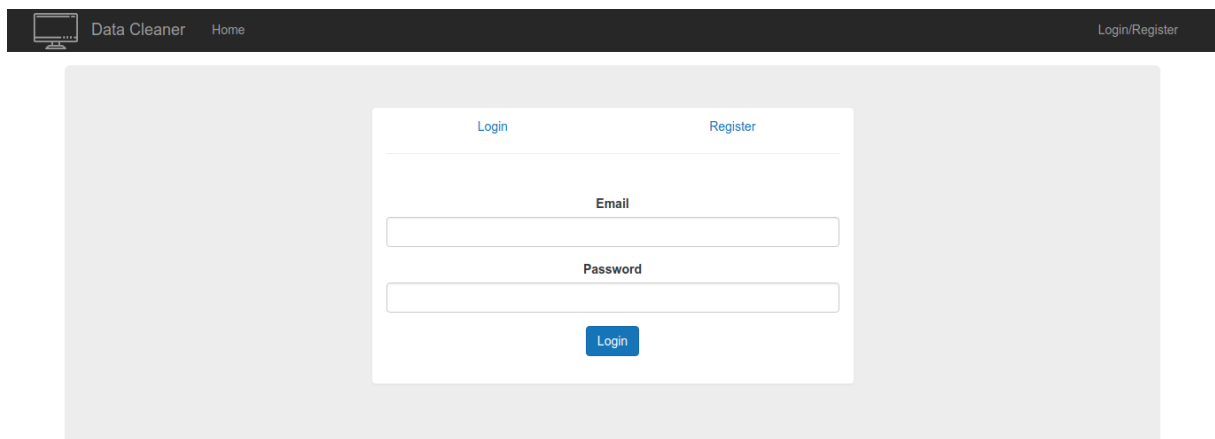 Data Cleaner Home Login/Register
Login Register
Email
Password
Login